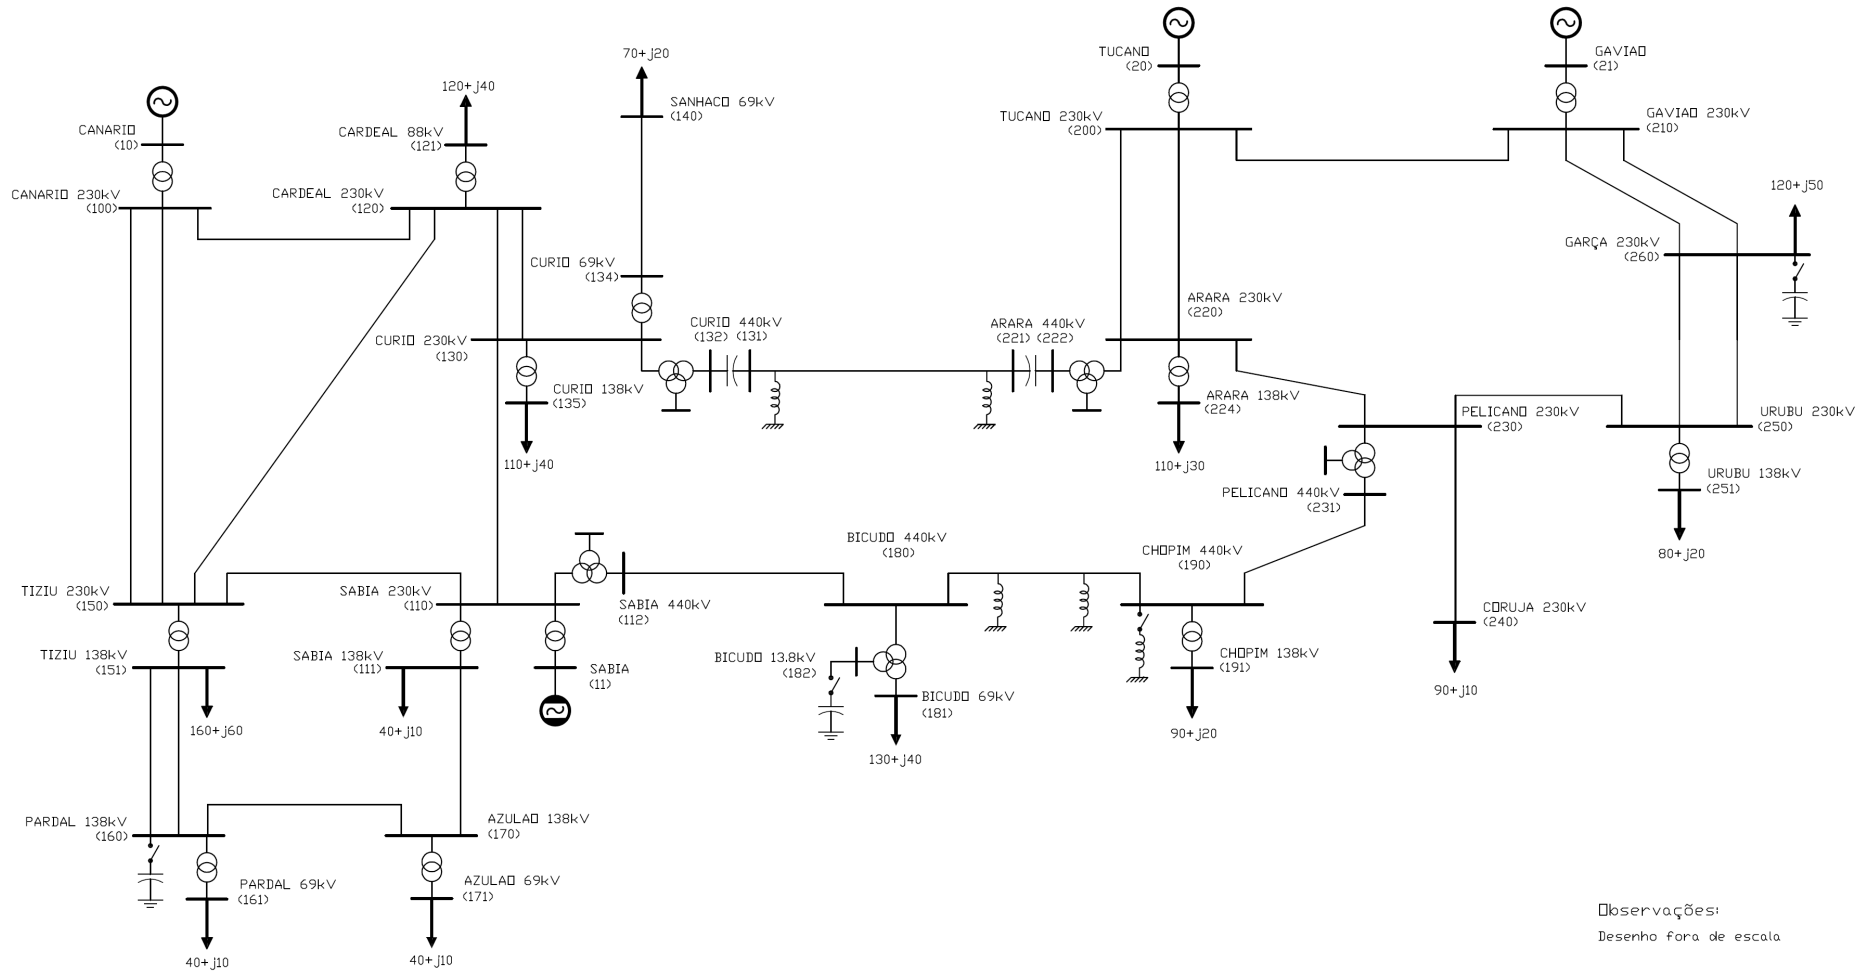 TUCANO
(20)
GAVIAO
(21)
70+j20
120+j40
SANHACO 69kV
(140)
CANARIO
(10)
CARDEAL 88kV
(121)
TUCANO 230kV
(200)
GAVIAO 230kV
(210)
CANARIO 230kV
(100)
CARDEAL 230kV
(120)
120+j50
GARÇA 230kV
(260)
CURIO 69kV
(134)
ARARA 230kV
(220)
CURIO 440kV
(132) (131)
ARARA 440kV
(221) (222)
CURIO 230kV
(130)
CURIO 138kV
(135)
ARARA 138kV
(224)
PELICANO 230kV
(230)
URUBU 230kV
(250)
110+j40
110+j30
URUBU 138kV
(251)
PELICANO 440kV
(231)
BICUDO 440kV
(180)
CHOPIM 440kV
(190)
80+j20
TIZIU 230kV
(150)
SABIA 230kV
(110)
SABIA 440kV
(112)
CORUJA 230kV
(240)
TIZIU 138kV
(151)
SABIA 138kV
(111)
SABIA
(11)
BICUDO 13.8kV
(182)
CHOPIM 138kV
(191)
BICUDO 69kV
(181)
90+j10
160+j60
40+j10
90+j20
130+j40
PARDAL 138kV
(160)
AZULAO 138kV
(170)
PARDAL 69kV
(161)
AZULAO 69kV
(171)
40+j10
40+j10
Observações:
Desenho fora de escala